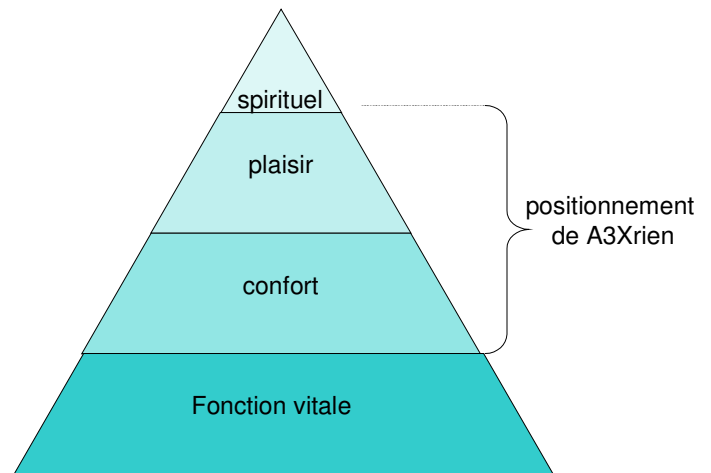 spirituel
plaisir
positionnement
de A3Xrien
confort
Fonction vitale